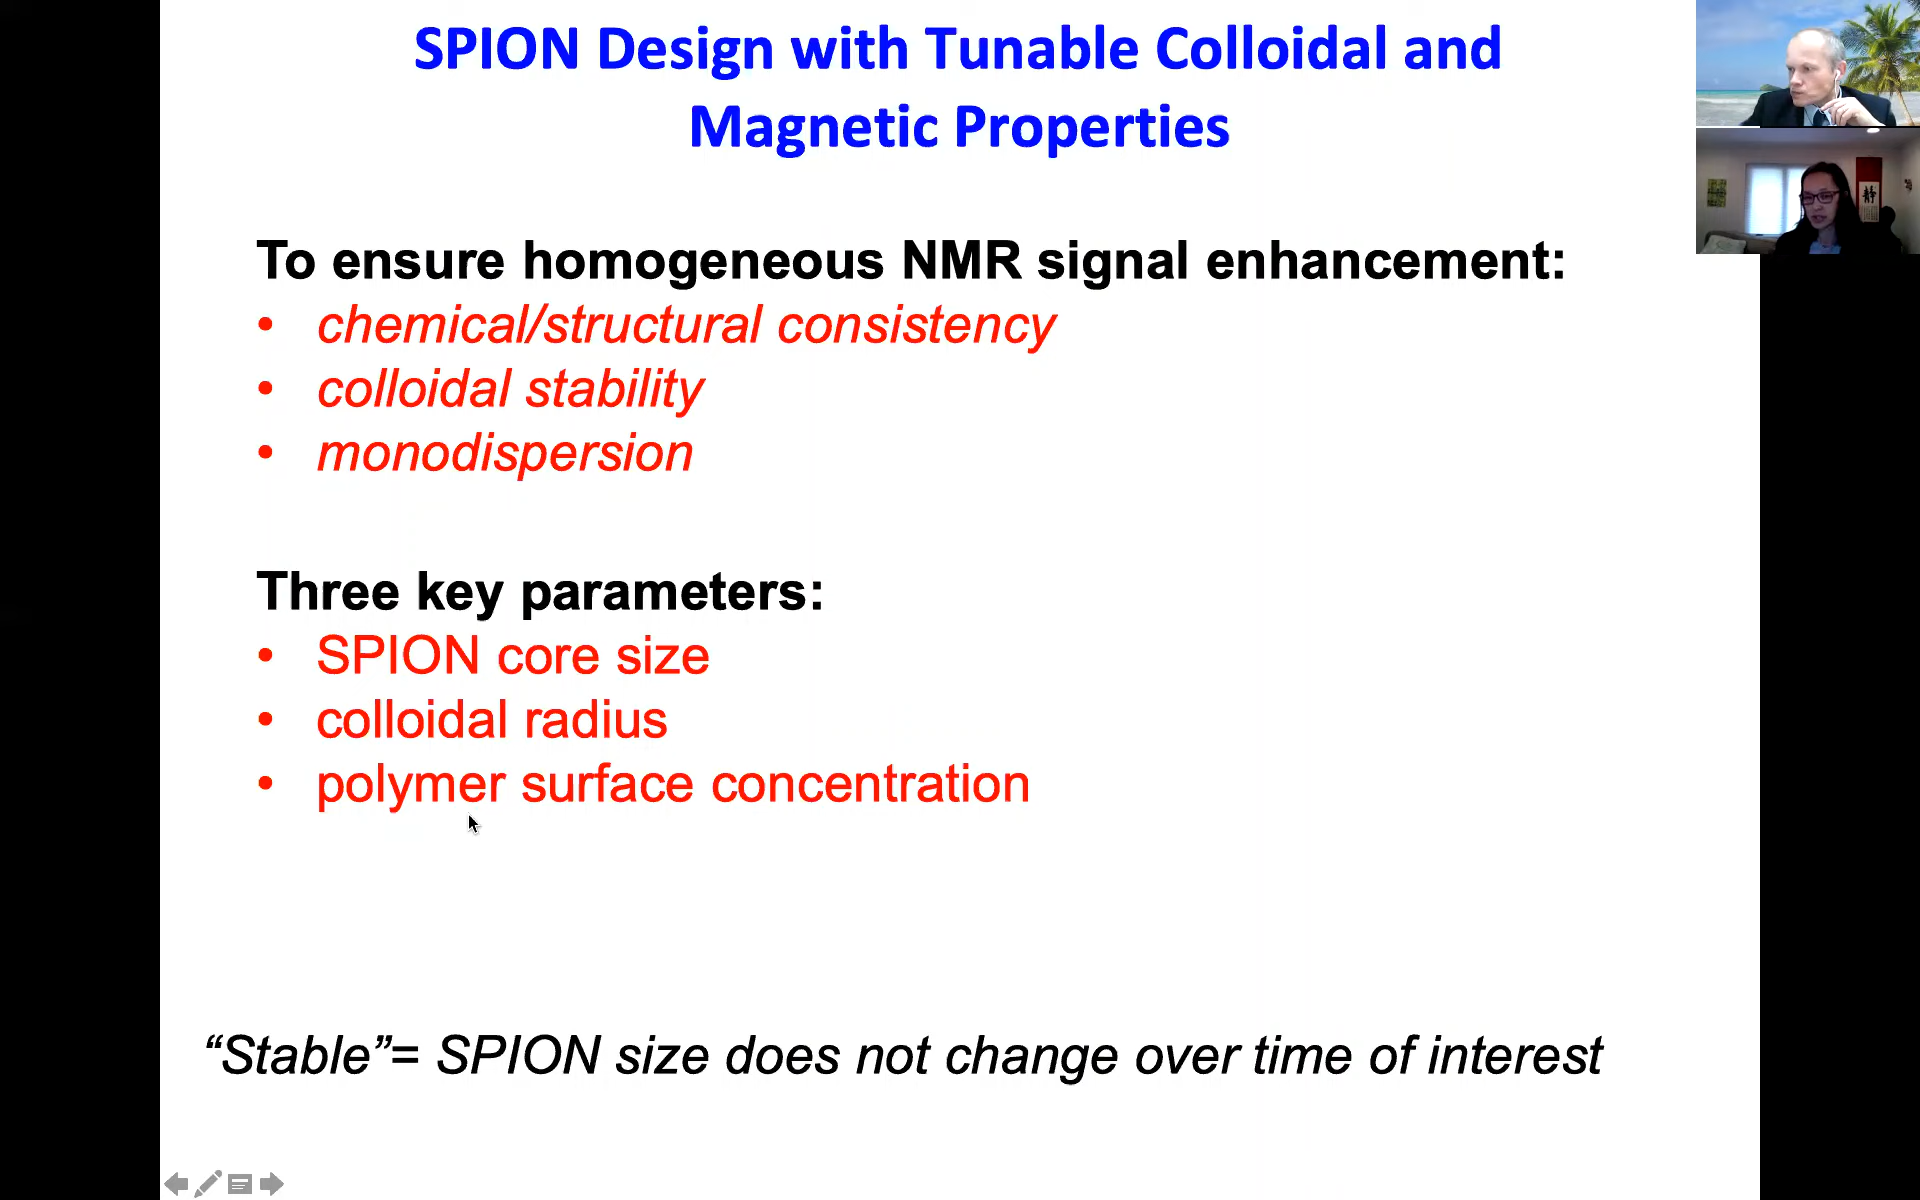 SPION Design with Tunable Colloidal and
Magnetic Properties
To ensure homogeneous NMR signal enhancement:
• chemical/structural consistency
• colloidal stability
• monodispersion
Three key parameters:
• SPION core size
• colloidal radius
• polymer surface concentration
“Stable”= SPION size does not change over time of interest
靜